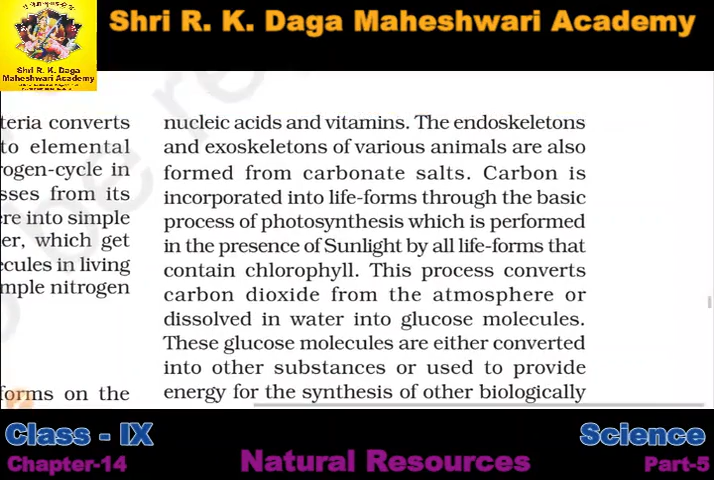 Shri R. K. Daga Maheshwari Academy
Shri R. K. Daga
Maheshwari Academy
teria converts
to elemental
rogen-cycle in
sses from its
ere into simple
er, which get
ecules in living
mple nitrogen
forms on the
nucleic acids and vitamins. The endoskeletons
and exoskeletons of various animals are also
formed from carbonate salts. Carbon is
incorporated into life-forms through the basic
process of photosynthesis which is performed
in the presence of Sunlight by all life-forms that
contain chlorophyll. This process converts
carbon dioxide from the atmosphere or
dissolved in water into glucose molecules.
These glucose molecules are either converted
into other substances or used to provide
energy for the synthesis of other biologically
Class - IX
Science
Chapter-14
Natural Resources
Part-5